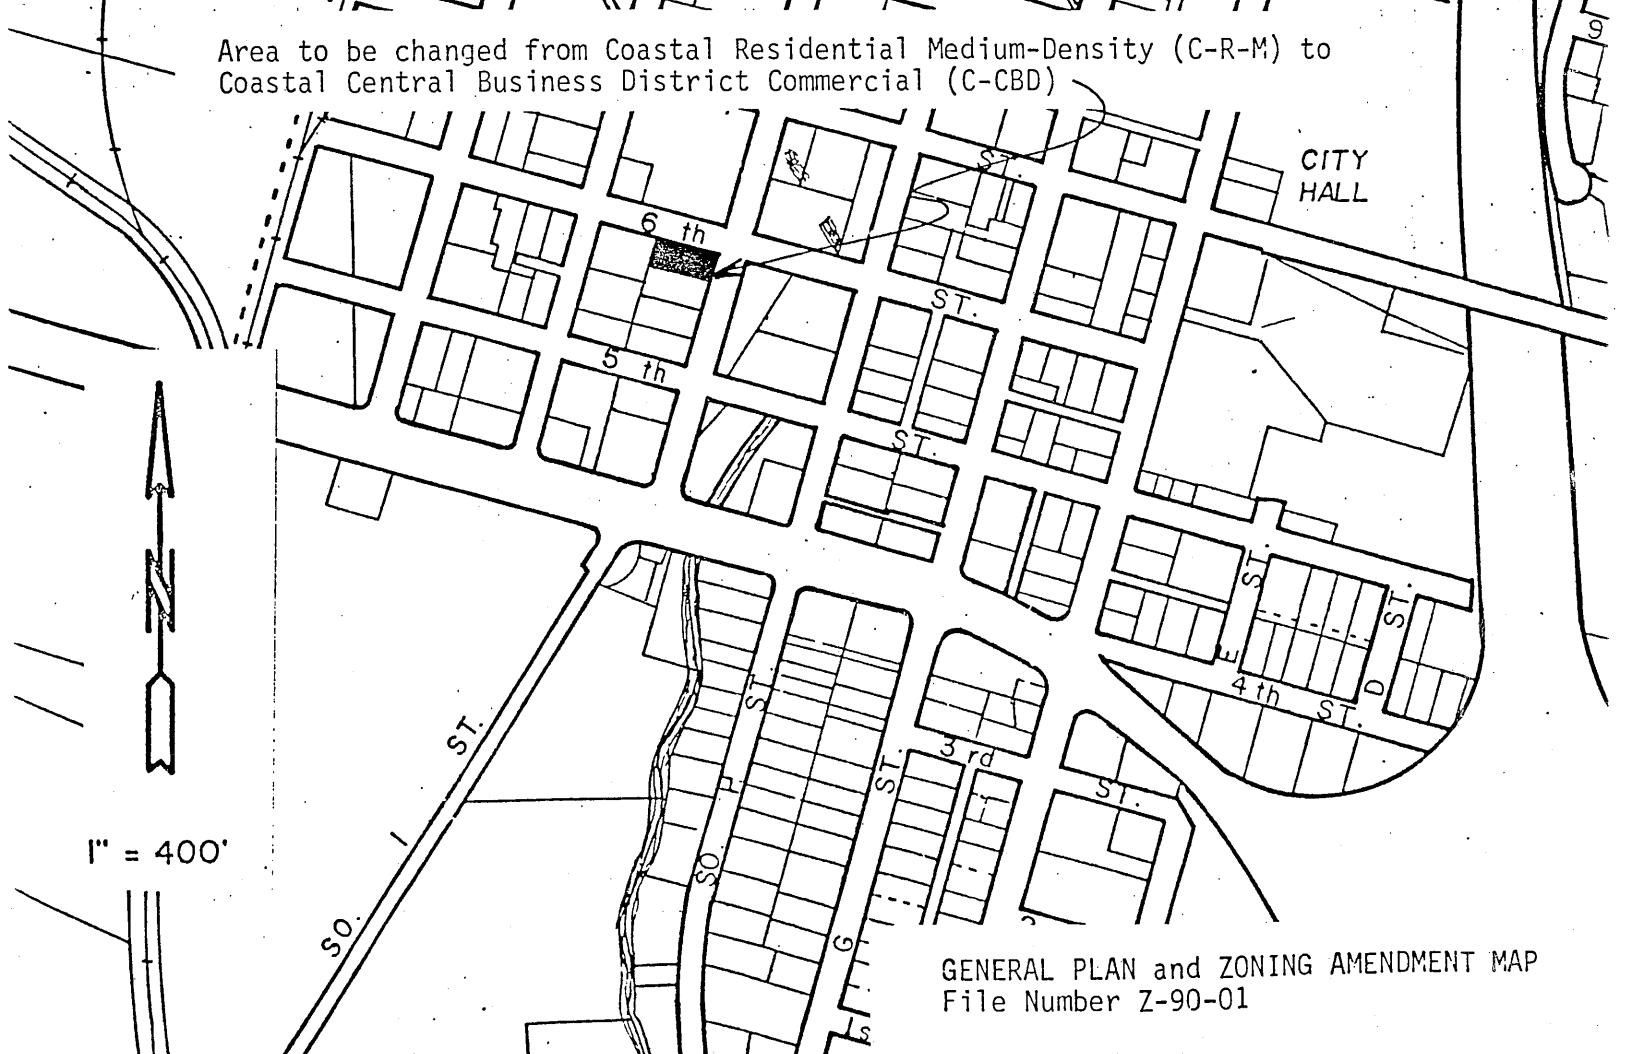 Area to be changed from Coastal Residential Medium-Density (C-R-M) to
Coastal Central Business District Commercial (C-CBD)
9
CITY
HALL
ST.
6 th
ST.
5 th
ST.
N
ST.
E
ST.
D
4 th
ST.
3 rd
ST.
1" = 400'
SO. I ST.
SO.
ST.
G
ST.
GENERAL PLAN and ZONING AMENDMENT MAP
File Number Z-90-01